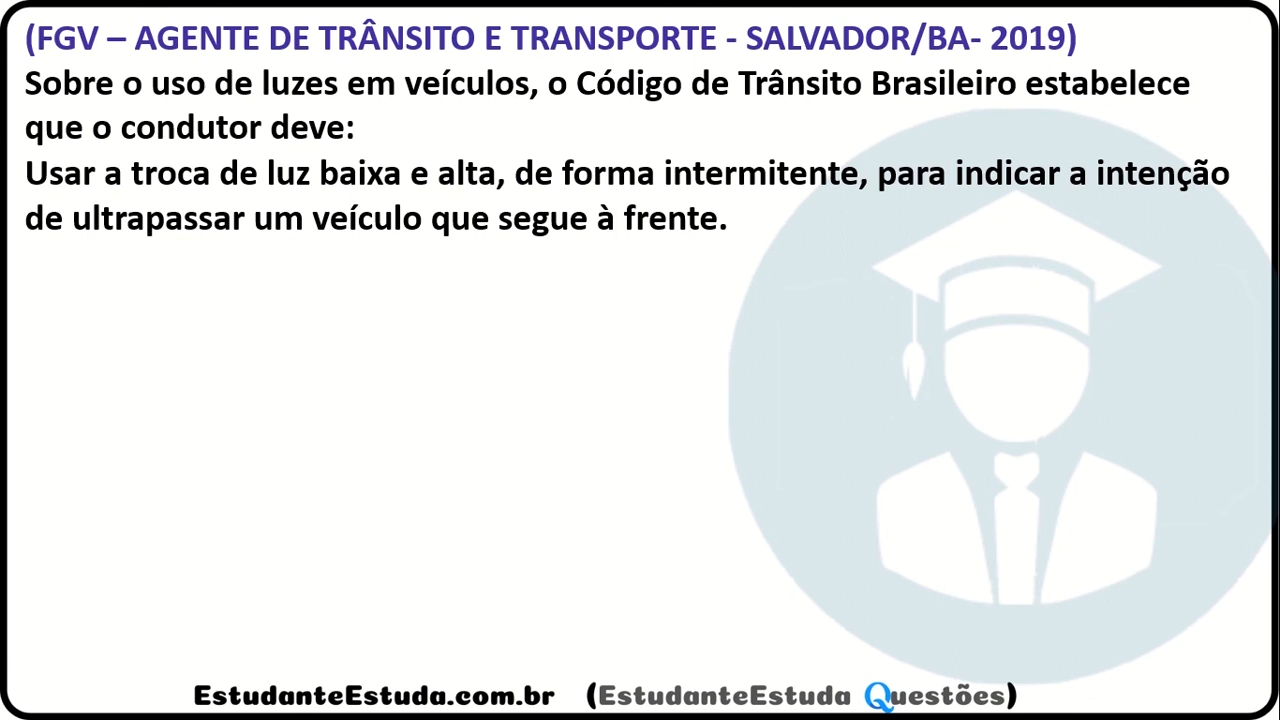 (FGV – AGENTE DE TRÂNSITO E TRANSPORTE - SALVADOR/BA- 2019)
Sobre o uso de luzes em veículos, o Código de Trânsito Brasileiro estabelece
que o condutor deve:
Usar a troca de luz baixa e alta, de forma intermitente, para indicar a intenção
de ultrapassar um veículo que segue à frente.
EstudanteEstuda.com.br (EstudanteEstuda Questões)